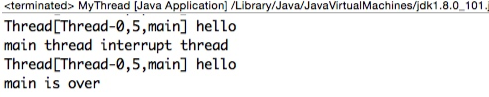 <terminated> MyThread [Java Application] /Library/Java/JavaVirtualMachines/jdk1.8.0_101.j
Thread[Thread-0,5,main] hello
main thread interrupt thread
Thread[Thread-0,5,main] hello
main is over